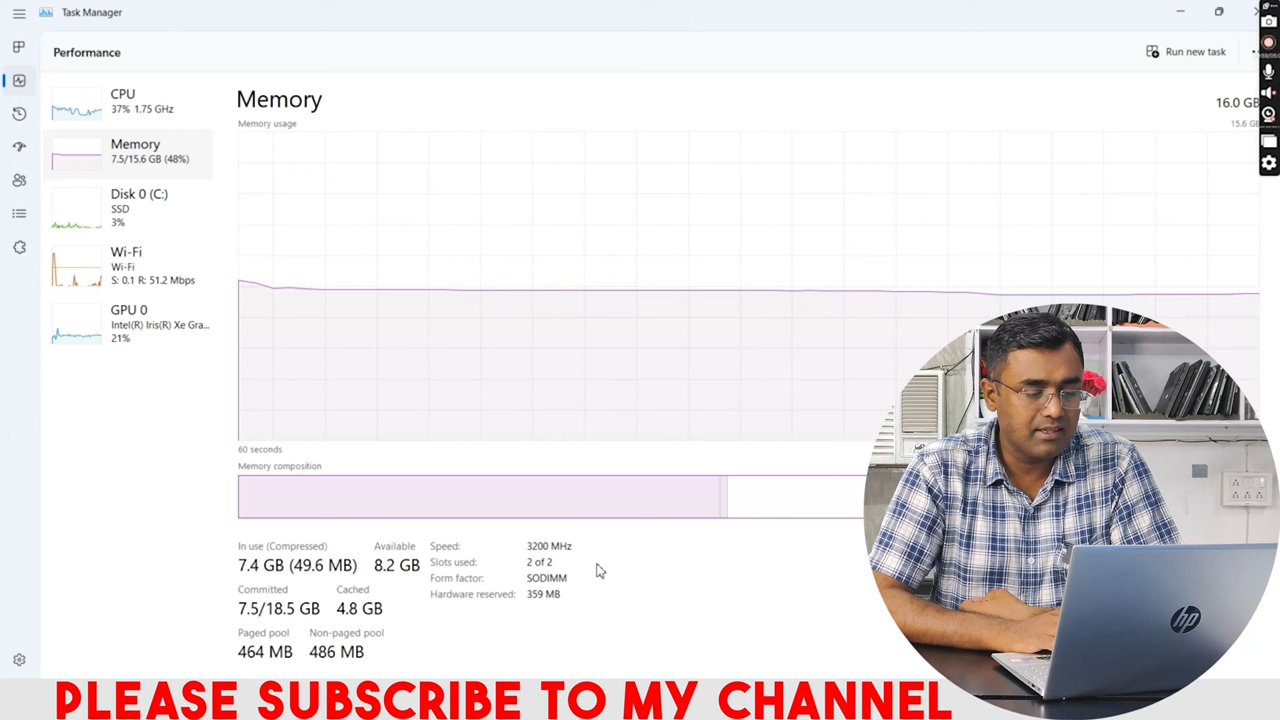 Task Manager
Performance
Run new task
CPU
37% 1.75 GHz
Memory
7.5/15.6 GB (48%)
Disk 0 (C:)
SSD
3%
Wi-Fi
Wi-Fi
S: 0.1 R: 51.2 Mbps
GPU 0
Intel(R) Iris(R) Xe Gra...
21%
Memory
16.0 GB
Memory usage
15.6 GB
60 seconds
Memory composition
In use (Compressed)
7.4 GB (49.6 MB)
Available
8.2 GB
Committed
7.5/18.5 GB
Cached
4.8 GB
Paged pool
464 MB
Non-paged pool
486 MB
Speed: 3200 MHz
Slots used: 2 of 2
Form factor: SODIMM
Hardware reserved: 359 MB
hp
PLEASE SUBSCRIBE TO MY CHANNEL